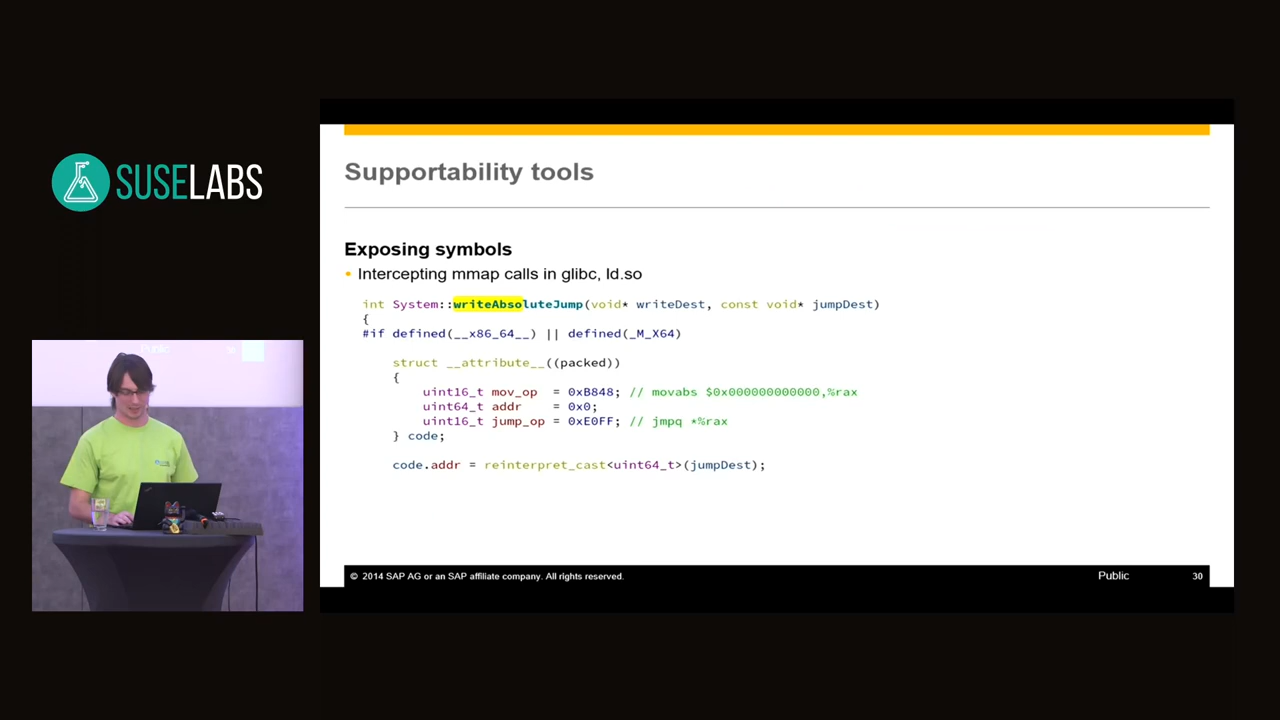 SUSELABS
Supportability tools
Exposing symbols
• Intercepting mmap calls in glibc, ld.so
int System::writeAbsoluteJump(void* writeDest, const void* jumpDest)
{
#if defined(__x86_64__) || defined(_M_X64)
struct __attribute__((packed))
{
uint16_t mov_op = 0xB848; // movabs $0x000000000000,%rax
uint64_t addr = 0x0;
uint16_t jump_op = 0xE0FF; // jmpq *%rax
} code;
code.addr = reinterpret_cast<uint64_t>(jumpDest);
© 2014 SAP AG or an SAP affiliate company. All rights reserved.
Public
30